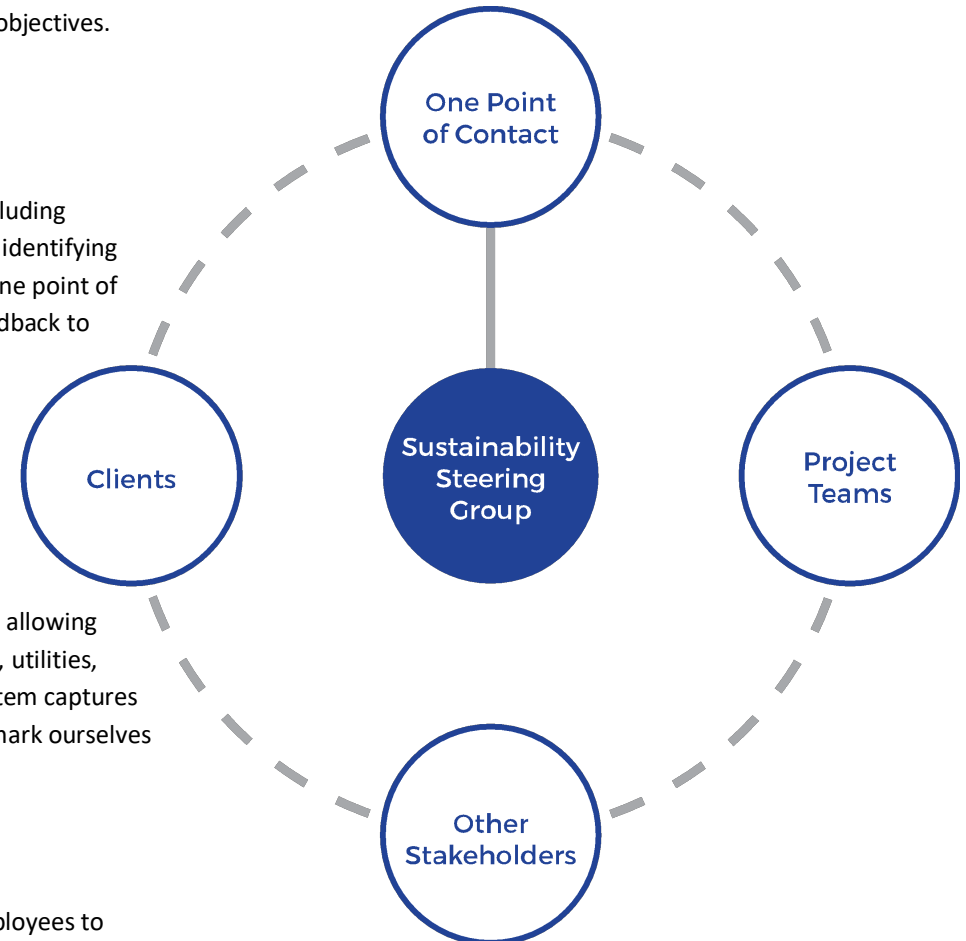 objectives.
One Point
of Contact
luding
identifying
ne point of
dback to
Clients
Sustainability
Steering
Group
Project
Teams
allowing
, utilities,
tem captures
mark ourselves
Other
Stakeholders
ployees to